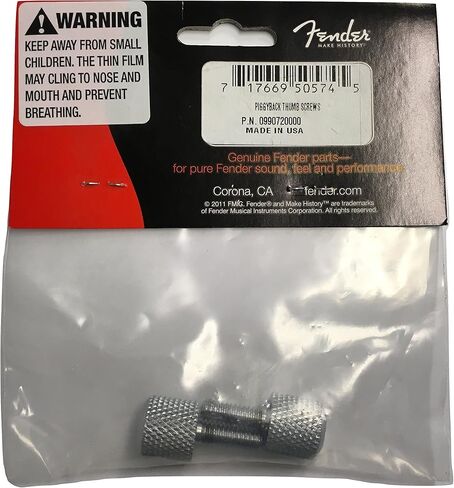 WARNING
KEEP AWAY FROM SMALL
CHILDREN. THE THIN FILM
MAY CLING TO NOSE AND
MOUTH AND PREVENT
BREATHING.
Fender
MAKE HISTORY™
7 17669 50574 5
PIGGYBACK THUMB SCREWS
P.N. 0990720000
MADE IN USA
Genuine Fender parts—
for pure Fender sound, feel and performance
Corona, CA fender.com
© 2011 FMIC. Fender® and Make History™ are trademarks
of Fender Musical Instruments Corporation. All rights reserved.